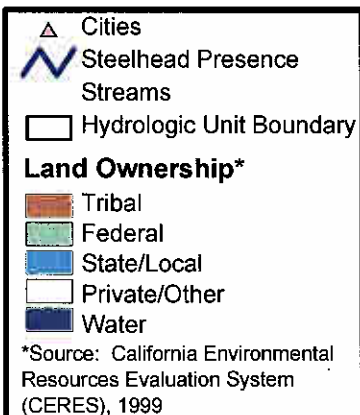 Cities
Steelhead Presence
Streams
Hydrologic Unit Boundary
Land Ownership*
Tribal
Federal
State/Local
Private/Other
Water
*Source: California Environmental
Resources Evaluation System
(CERES), 1999